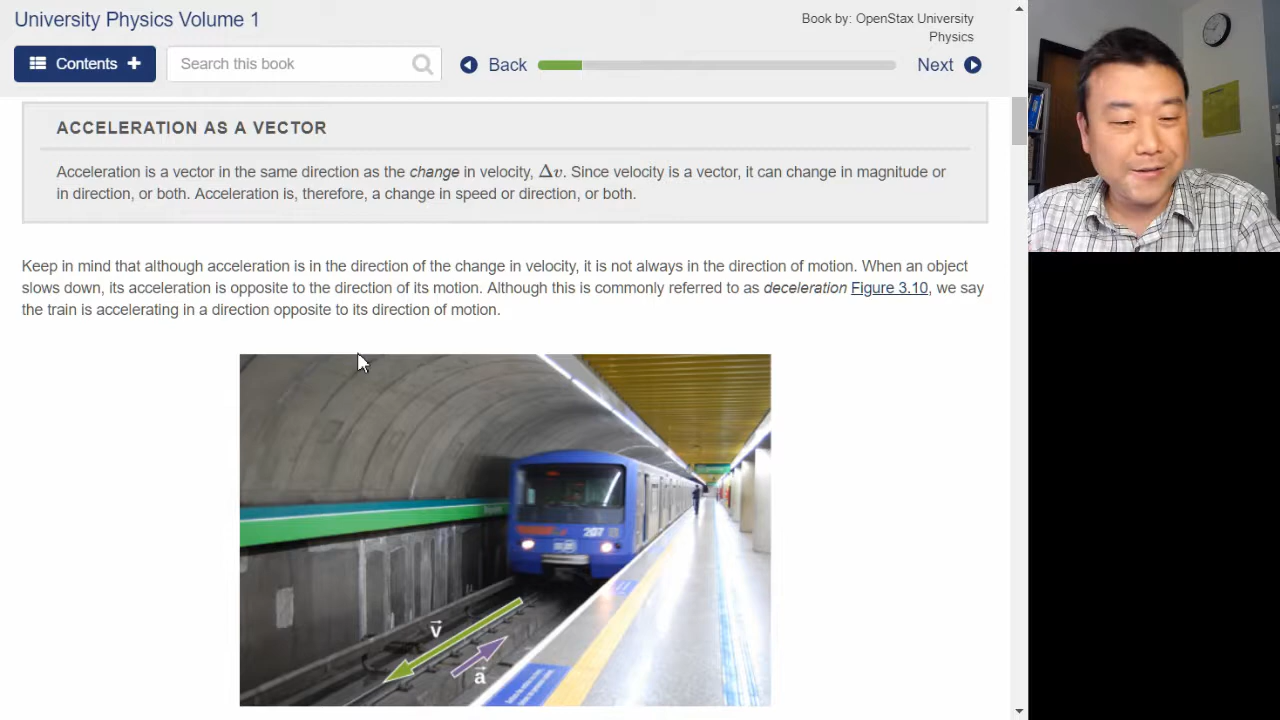 University Physics Volume 1
Book by: OpenStax University
Physics
Contents
Search this book
Back
Next
ACCELERATION AS A VECTOR
Acceleration is a vector in the same direction as the change in velocity, Δv. Since velocity is a vector, it can change in magnitude or
in direction, or both. Acceleration is, therefore, a change in speed or direction, or both.
Keep in mind that although acceleration is in the direction of the change in velocity, it is not always in the direction of motion. When an object
slows down, its acceleration is opposite to the direction of its motion. Although this is commonly referred to as deceleration Figure 3.10, we say
the train is accelerating in a direction opposite to its direction of motion.
207
v⃗
a⃗